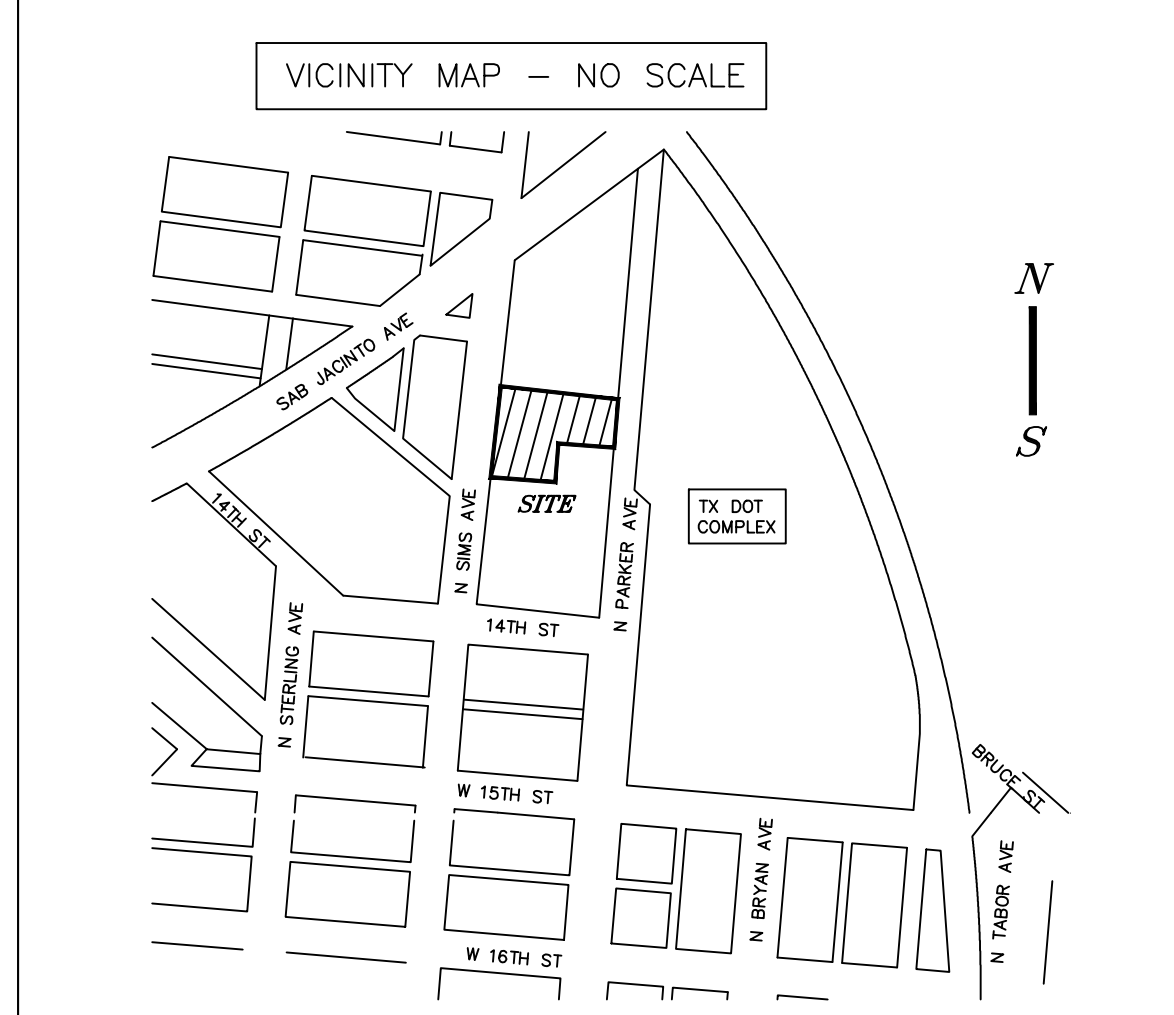 VICINITY MAP - NO SCALE
N
S
SAB JACINTO AVE
14TH ST
N SIMS AVE
SITE
N PARKER AVE
TX DOT
COMPLEX
N STERLING AVE
14TH ST
W 15TH ST
BRUCE ST
N BRYAN AVE
N TABOR AVE
W 16TH ST